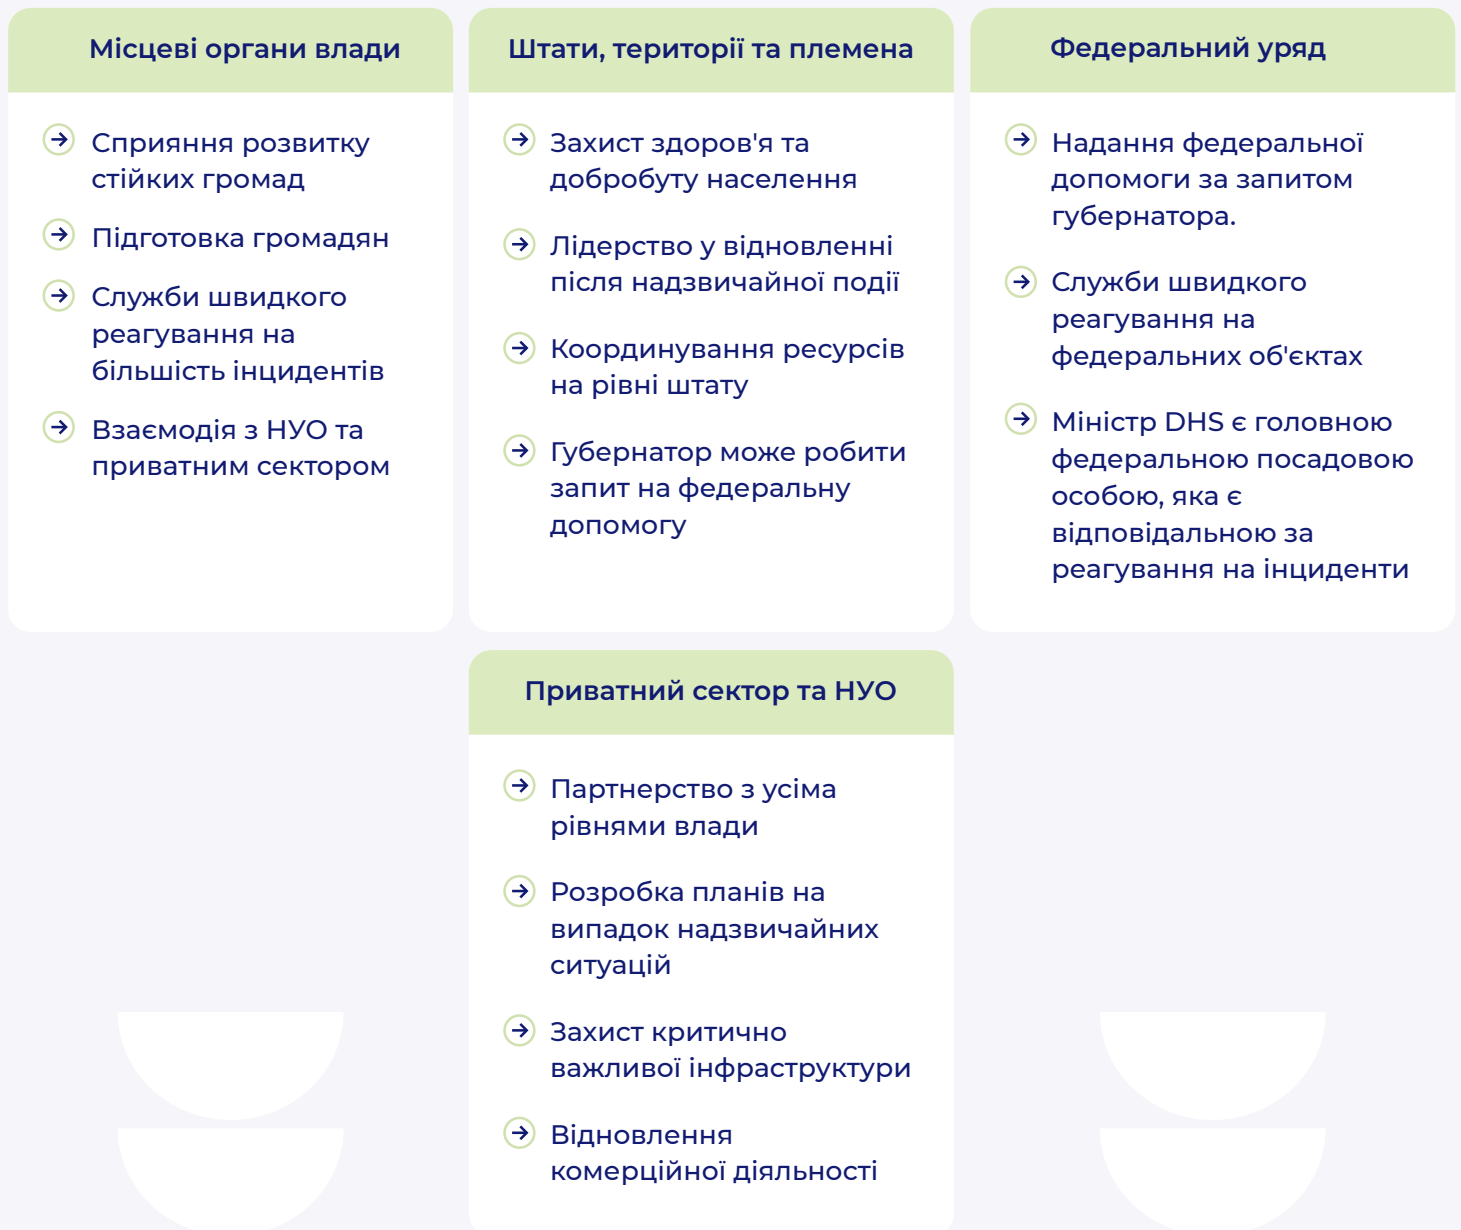 Місцеві органи влади
Сприяння розвитку
стійких громад
Підготовка громадян
Служби швидкого
реагування на
більшість інцидентів
Взаємодія з НУО та
приватним сектором
Штати, території та племена
Захист здоров'я та
добробуту населення
Лідерство у відновленні
після надзвичайної події
Координування ресурсів
на рівні штату
Губернатор може робити
запит на федеральну
допомогу
Федеральний уряд
Надання федеральної
допомоги за запитом
губернатора.
Служби швидкого
реагування на
федеральних об'єктах
Міністр DHS є головною
федеральною посадовою
особою, яка є
відповідальною за
реагування на інциденти
Приватний сектор та НУО
Партнерство з усіма
рівнями влади
Розробка планів на
випадок надзвичайних
ситуацій
Захист критично
важливої інфраструктури
Відновлення
комерційної діяльності